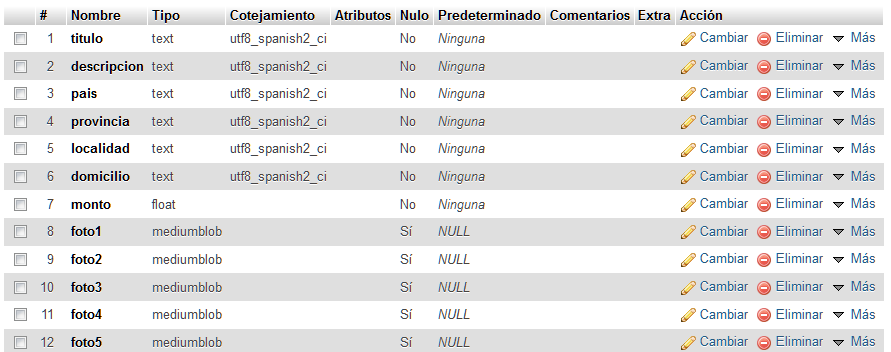 # Nombre Tipo Cotejamiento Atributos Nulo Predeterminado Comentarios Extra Acción
1 titulo text utf8_spanish2_ci No Ninguna Cambiar Eliminar Más
2 descripcion text utf8_spanish2_ci No Ninguna Cambiar Eliminar Más
3 pais text utf8_spanish2_ci No Ninguna Cambiar Eliminar Más
4 provincia text utf8_spanish2_ci No Ninguna Cambiar Eliminar Más
5 localidad text utf8_spanish2_ci No Ninguna Cambiar Eliminar Más
6 domicilio text utf8_spanish2_ci No Ninguna Cambiar Eliminar Más
7 monto float No Ninguna Cambiar Eliminar Más
8 foto1 mediumblob Sí NULL Cambiar Eliminar Más
9 foto2 mediumblob Sí NULL Cambiar Eliminar Más
10 foto3 mediumblob Sí NULL Cambiar Eliminar Más
11 foto4 mediumblob Sí NULL Cambiar Eliminar Más
12 foto5 mediumblob Sí NULL Cambiar Eliminar Más